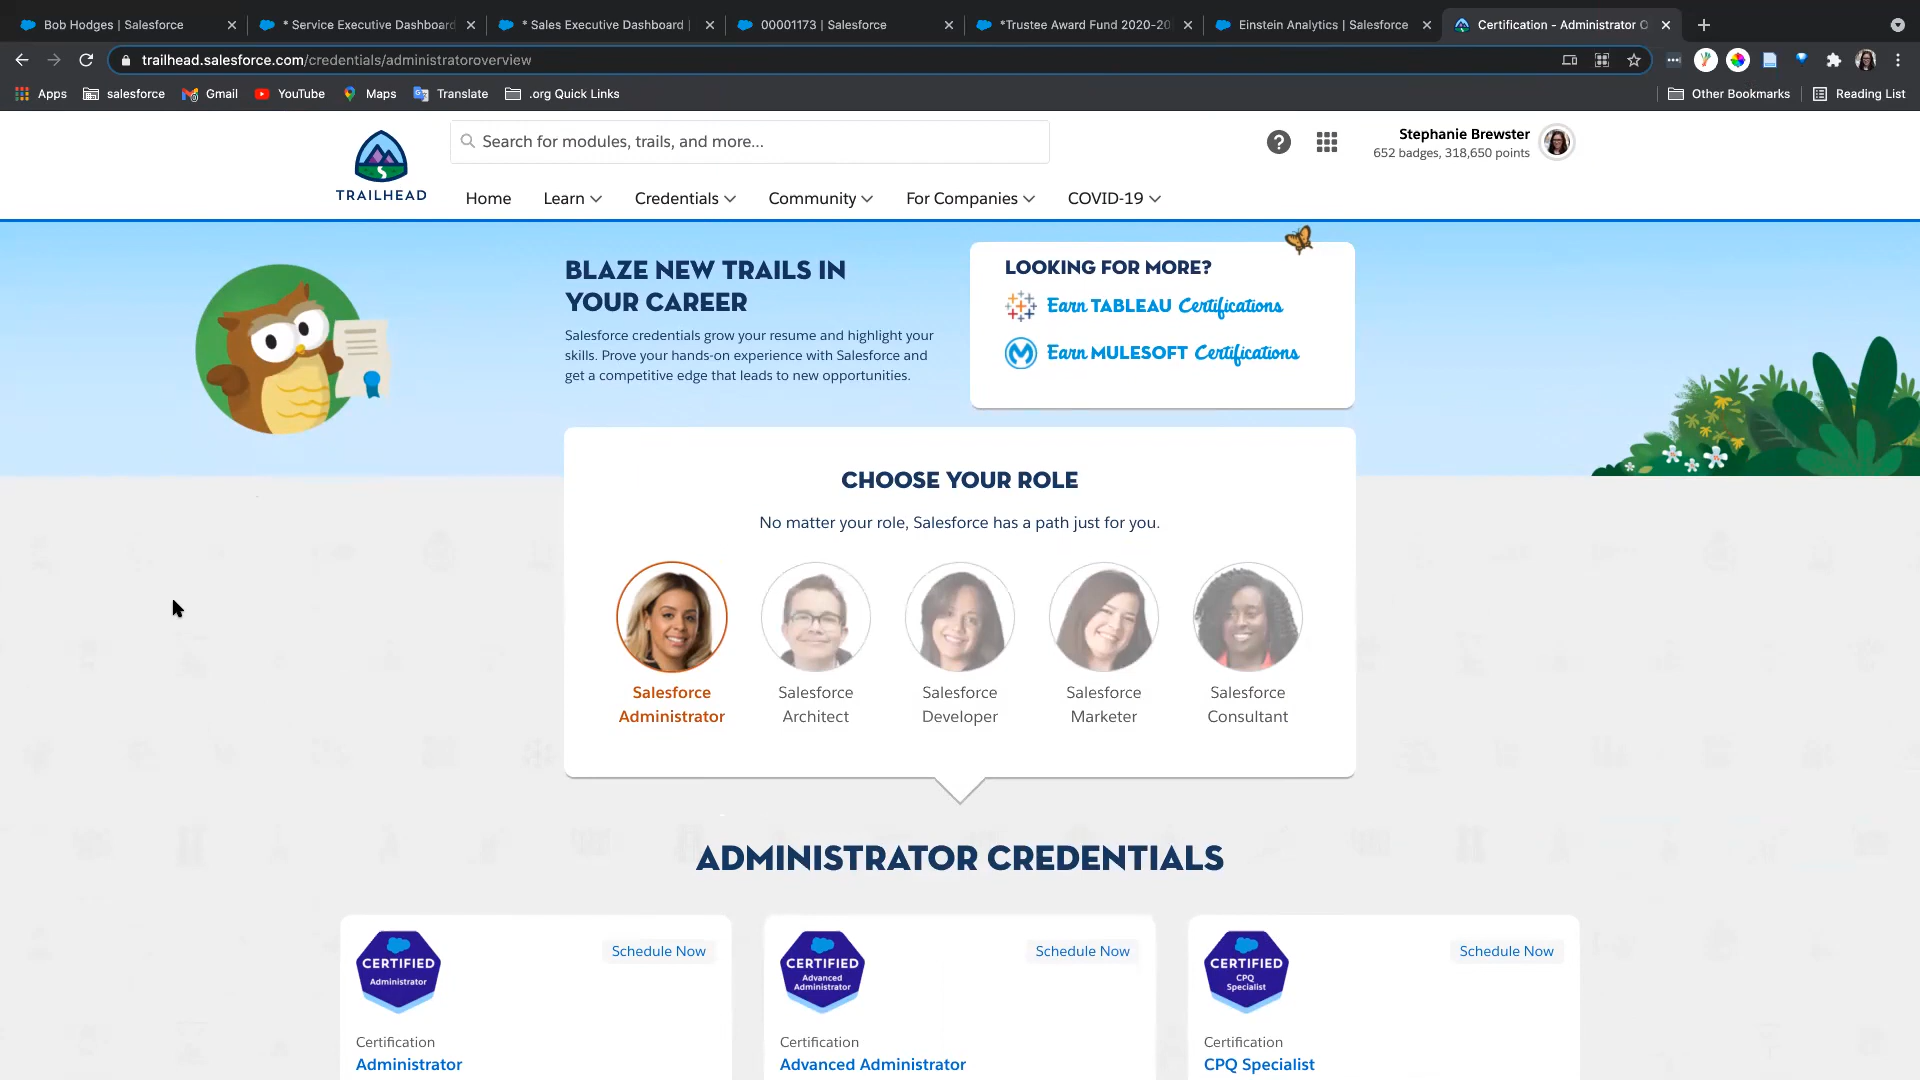 Bob Hodges | Salesforce
* Service Executive Dashboard
* Sales Executive Dashboard |
00001173 | Salesforce
*Trustee Award Fund 2020-20
Einstein Analytics | Salesforce
Certification - Administrator O
trailhead.salesforce.com/credentials/administratoroverview
Apps
salesforce
Gmail
YouTube
Maps
Translate
.org Quick Links
Other Bookmarks
Reading List
TRAILHEAD
Search for modules, trails, and more...
Stephanie Brewster
652 badges, 318,650 points
Home
Learn
Credentials
Community
For Companies
COVID-19
BLAZE NEW TRAILS IN
YOUR CAREER
Salesforce credentials grow your resume and highlight your
skills. Prove your hands-on experience with Salesforce and
get a competitive edge that leads to new opportunities.
LOOKING FOR MORE?
Earn TABLEAU Certifications
Earn MULESOFT Certifications
CHOOSE YOUR ROLE
No matter your role, Salesforce has a path just for you.
Salesforce
Administrator
Salesforce
Architect
Salesforce
Developer
Salesforce
Marketer
Salesforce
Consultant
ADMINISTRATOR CREDENTIALS
CERTIFIED
Administrator
Schedule Now
Certification
Administrator
CERTIFIED
Advanced
Administrator
Schedule Now
Certification
Advanced Administrator
CERTIFIED
CPQ
Specialist
Schedule Now
Certification
CPQ Specialist